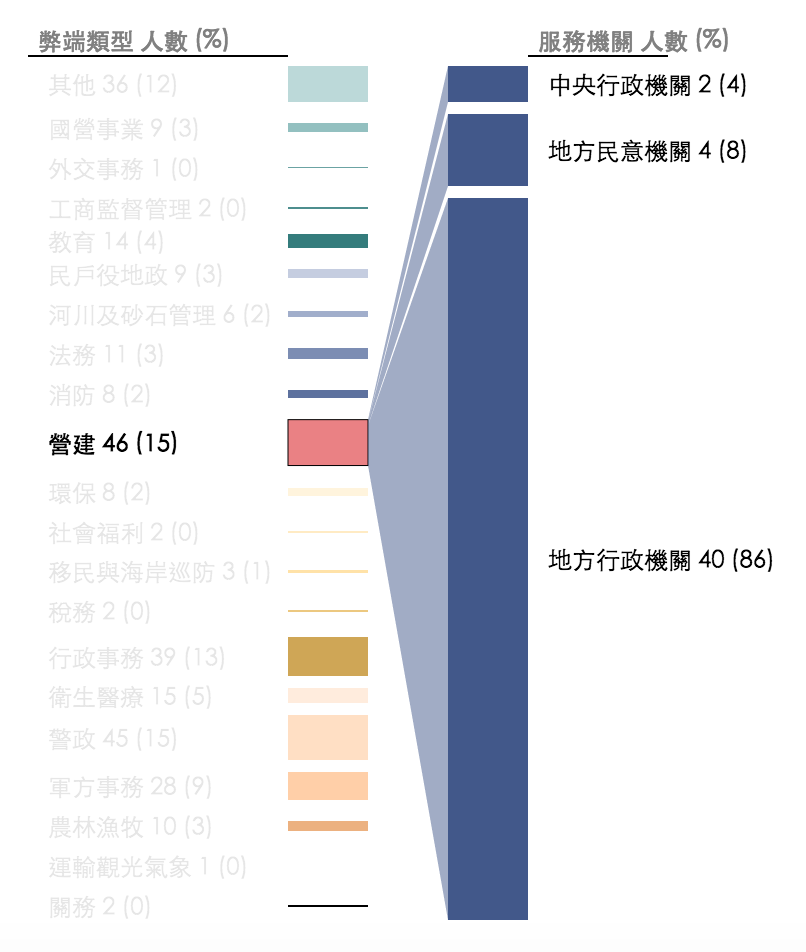 弊端類型 人數 (%)
其他 36 (12)
國營事業 9 (3)
外交事務 1 (0)
工商監督管理 2 (0)
教育 14 (4)
民戶役地政 9 (3)
河川及砂石管理 6 (2)
法務 11 (3)
消防 8 (2)
營建 46 (15)
環保 8 (2)
社會福利 2 (0)
移民與海岸巡防 3 (1)
稅務 2 (0)
行政事務 39 (13)
衛生醫療 15 (5)
警政 45 (15)
軍方事務 28 (9)
農林漁牧 10 (3)
運輸觀光氣象 1 (0)
關務 2 (0)
服務機關 人數 (%)
中央行政機關 2 (4)
地方民意機關 4 (8)
地方行政機關 40 (86)